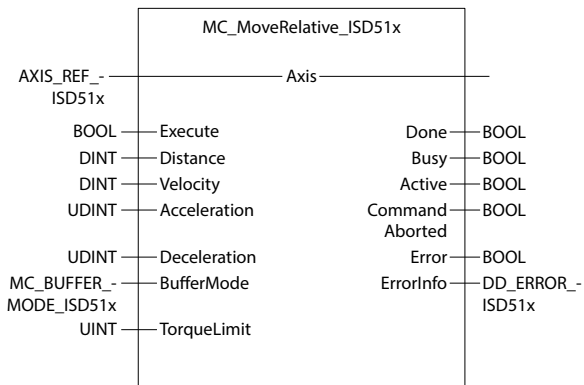 MC_MoveRelative_ISD51x
AXIS_REF_- Axis
ISD51x
BOOL Execute Done BOOL
DINT Distance Busy BOOL
DINT Velocity Active BOOL
UDINT Acceleration Command BOOL
Aborted
UDINT Deceleration Error BOOL
MC_BUFFER_- BufferMode ErrorInfo DD_ERROR_-
MODE_ISD51x ISD51x
UINT TorqueLimit